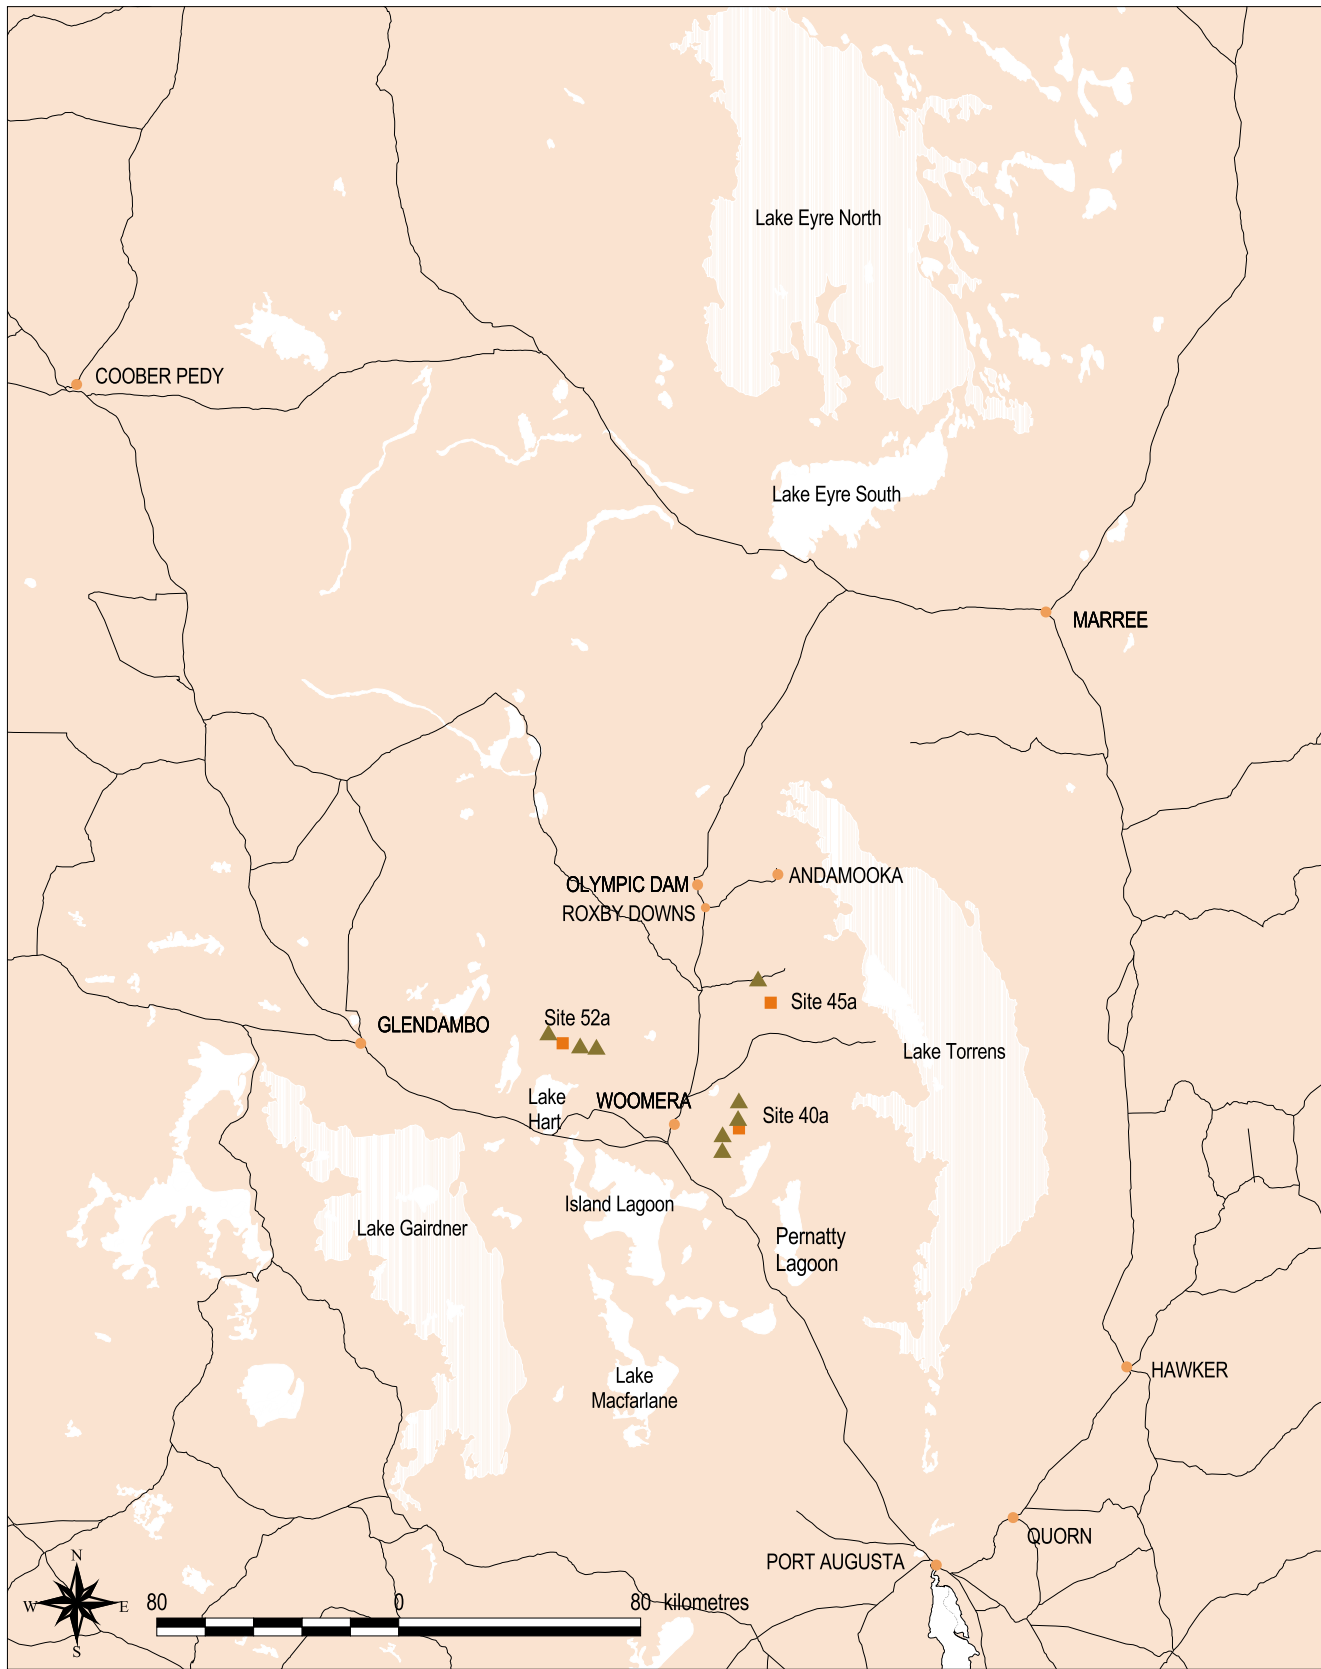 Lake Eyre North
COOBER PEDY
Lake Eyre South
MARREE
OLYMPIC DAM
ANDAMOOKA
ROXBY DOWNS
Site 45a
Site 52a
GLENDAMBO
Lake Torrens
Lake
Hart
WOOMERA
Site 40a
Island Lagoon
Lake Gairdner
Pernatty
Lagoon
Lake
Macfarlane
HAWKER
QUORN
PORT AUGUSTA
N
W E
S
80 0 80 kilometres